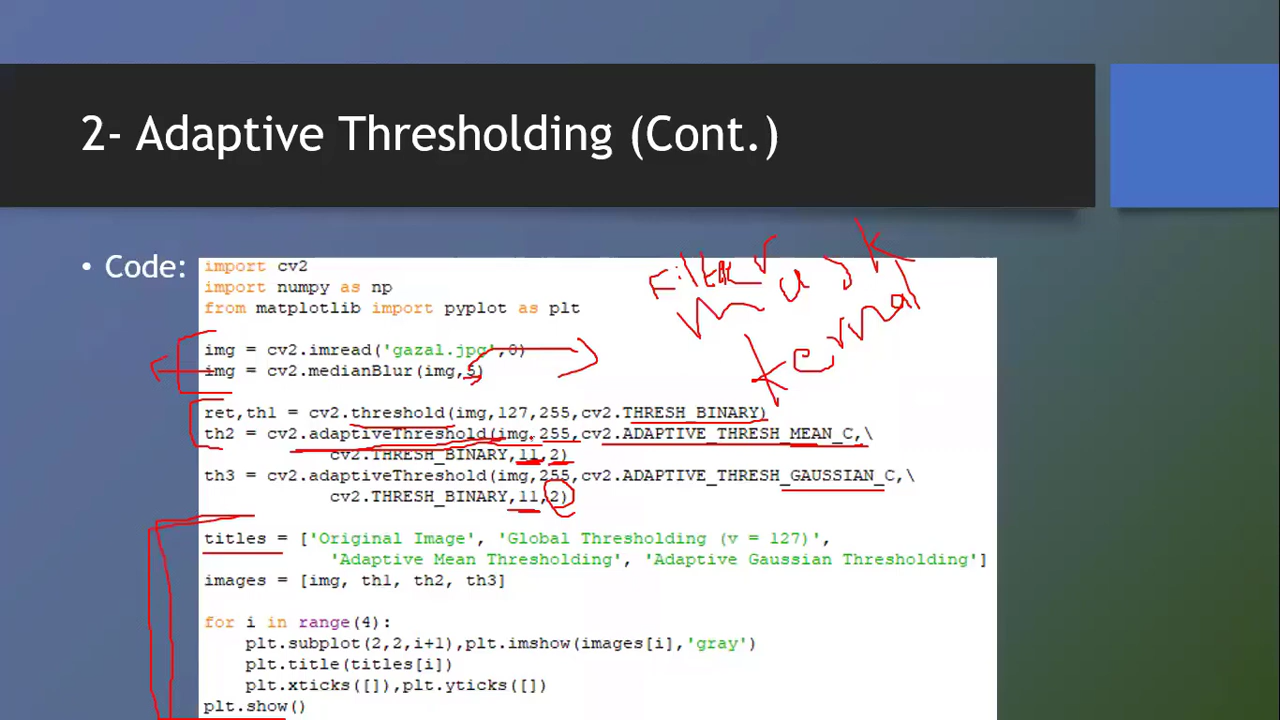 2- Adaptive Thresholding (Cont.)
• Code:
import cv2
import numpy as np
from matplotlib import pyplot as plt
img = cv2.imread('gazal.jpg',0)
img = cv2.medianBlur(img,5)
ret,th1 = cv2.threshold(img,127,255,cv2.THRESH_BINARY)
th2 = cv2.adaptiveThreshold(img,255,cv2.ADAPTIVE_THRESH_MEAN_C,\
cv2.THRESH_BINARY,11,2)
th3 = cv2.adaptiveThreshold(img,255,cv2.ADAPTIVE_THRESH_GAUSSIAN_C,\
cv2.THRESH_BINARY,11,2)
titles = ['Original Image', 'Global Thresholding (v = 127)',
'Adaptive Mean Thresholding', 'Adaptive Gaussian Thresholding']
images = [img, th1, th2, th3]
for i in range(4):
plt.subplot(2,2,i+1),plt.imshow(images[i],'gray')
plt.title(titles[i])
plt.xticks([]),plt.yticks([])
plt.show()
Filter
Mask
kernal